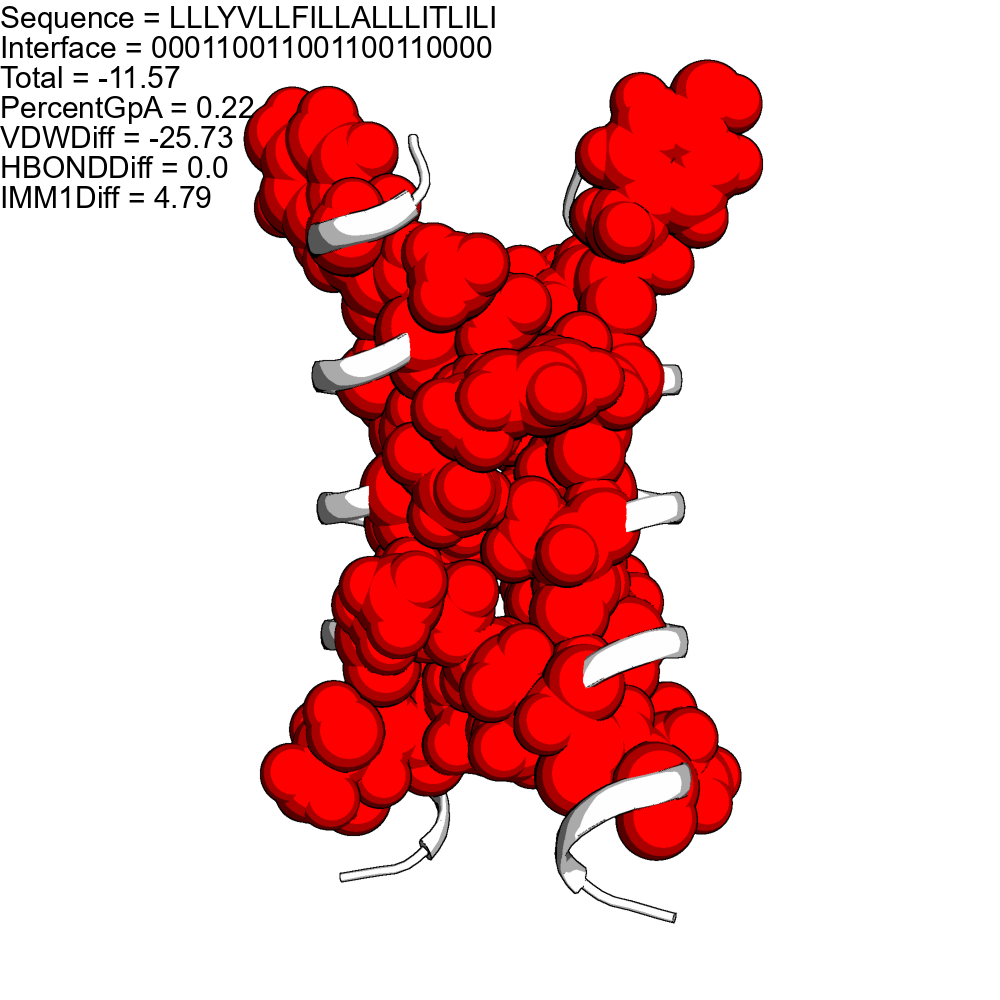 Sequence = LLLYVLLFILLALLLITLILI
Interface = 000110011001100110000
Total = -11.57
PercentGpA = 0.22
VDWDiff = -25.73
HBONDDiff = 0.0
IMM1Diff = 4.79